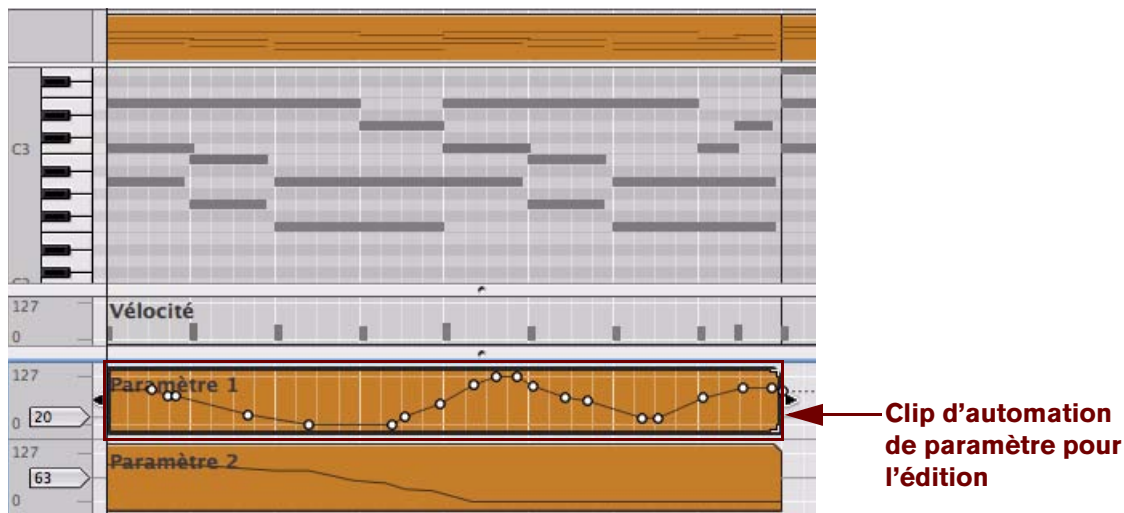 C3
127
Vélocité
0
127
Paramètre 1
20
0
127
Paramètre 2
63
0
Clip d’automation
de paramètre pour
l’édition